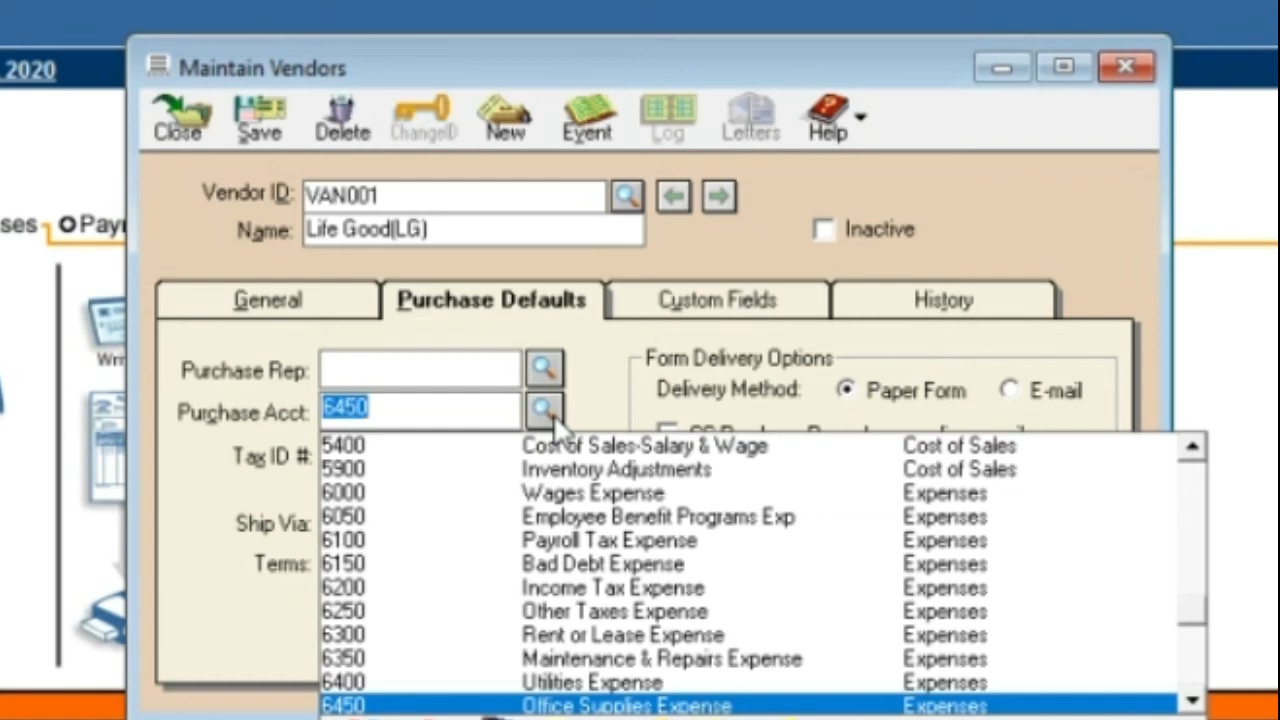 2020
Maintain Vendors
Close Save Delete ChangeID New Event Log Letters Help
Vendor ID: VAN001
ses Payr
Name: Life Good(LG) Inactive
General Purchase Defaults Custom Fields History
Form Delivery Options
Purchase Rep:
Delivery Method: Paper Form E-mail
Purchase Acct: 6450
5400 Cost of Sales-Salary & Wage Cost of Sales
Tax ID #:
5900 Inventory Adjustments Cost of Sales
6000 Wages Expense Expenses
Ship Via:
6050 Employee Benefit Programs Exp Expenses
6100 Payroll Tax Expense Expenses
Terms:
6150 Bad Debt Expense Expenses
6200 Income Tax Expense Expenses
6250 Other Taxes Expense Expenses
6300 Rent or Lease Expense Expenses
6350 Maintenance & Repairs Expense Expenses
6400 Utilities Expense Expenses
6450 Office Supplies Expense Expenses